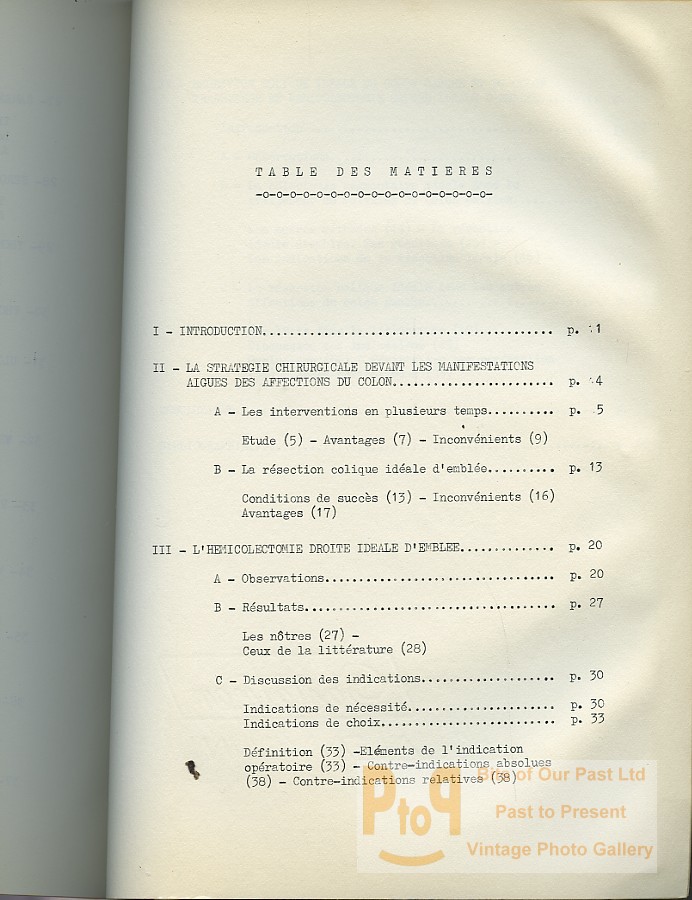 TABLE DES MATIERES
-o-o-o-o-o-o-o-o-o-o-o-o-o-o-o-o-o-
I - INTRODUCTION........................................... p. 1
II - LA STRATEGIE CHIRURGICALE DEVANT LES MANIFESTATIONS
AIGUES DES AFFECTIONS DU COLON........................ p. 4
A - Les interventions en plusieurs temps.......... p. 5
Etude (5) - Avantages (7) - Inconvénients (9)
B - La résection colique idéale d'emblée.......... p. 13
Conditions de succès (13) - Inconvénients (16)
Avantages (17)
III - L'HEMICOLECTOMIE DROITE IDEALE D'EMBLEE.............. p. 20
A - Observations.................................. p. 20
B - Résultats..................................... p. 27
Les nôtres (27) -
Ceux de la littérature (28)
C - Discussion des indications.................... p. 30
Indications de nécessité...................... p. 30
Indications de choix.......................... p. 33
Définition (33) -Eléments de l'indication
opératoire (33) - Contre-indications absolues
(38) - Contre-indications relatives (38)
PtoP
Bits of Our Past Ltd
Past to Present
Vintage Photo Gallery